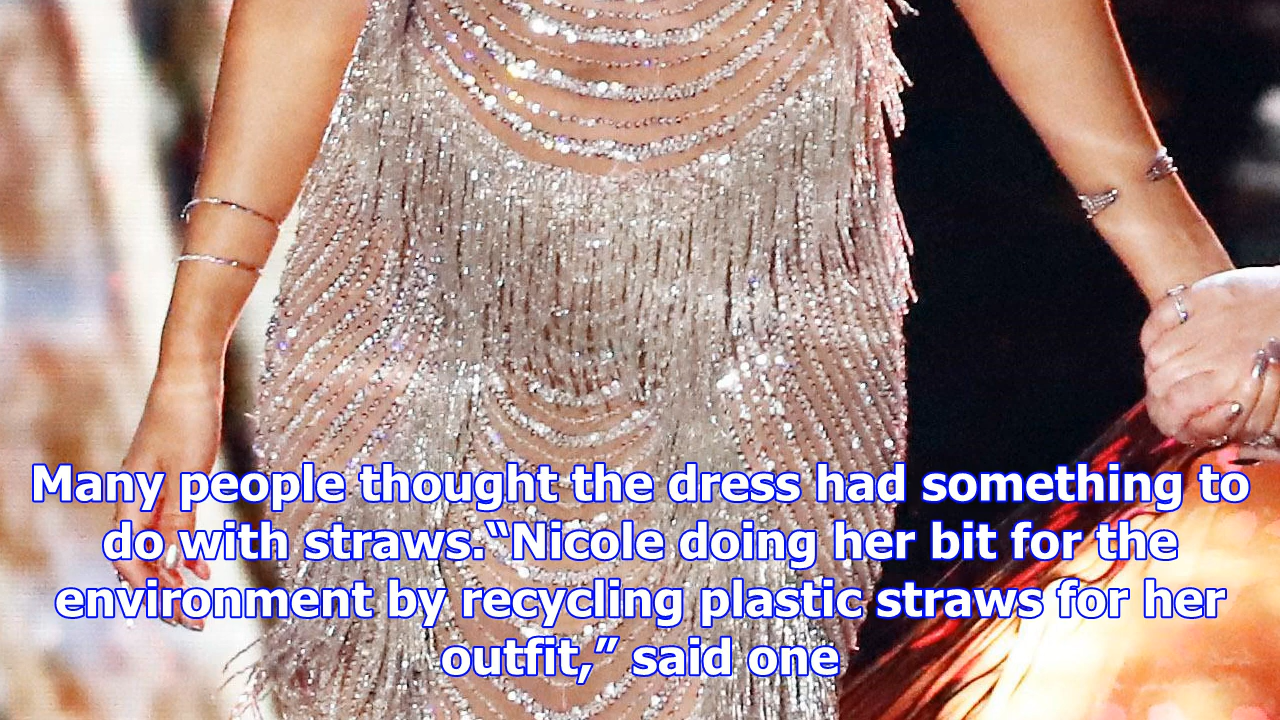 Many people thought the dress had something to
do with straws.“Nicole doing her bit for the
environment by recycling plastic straws for her
outfit,” said one